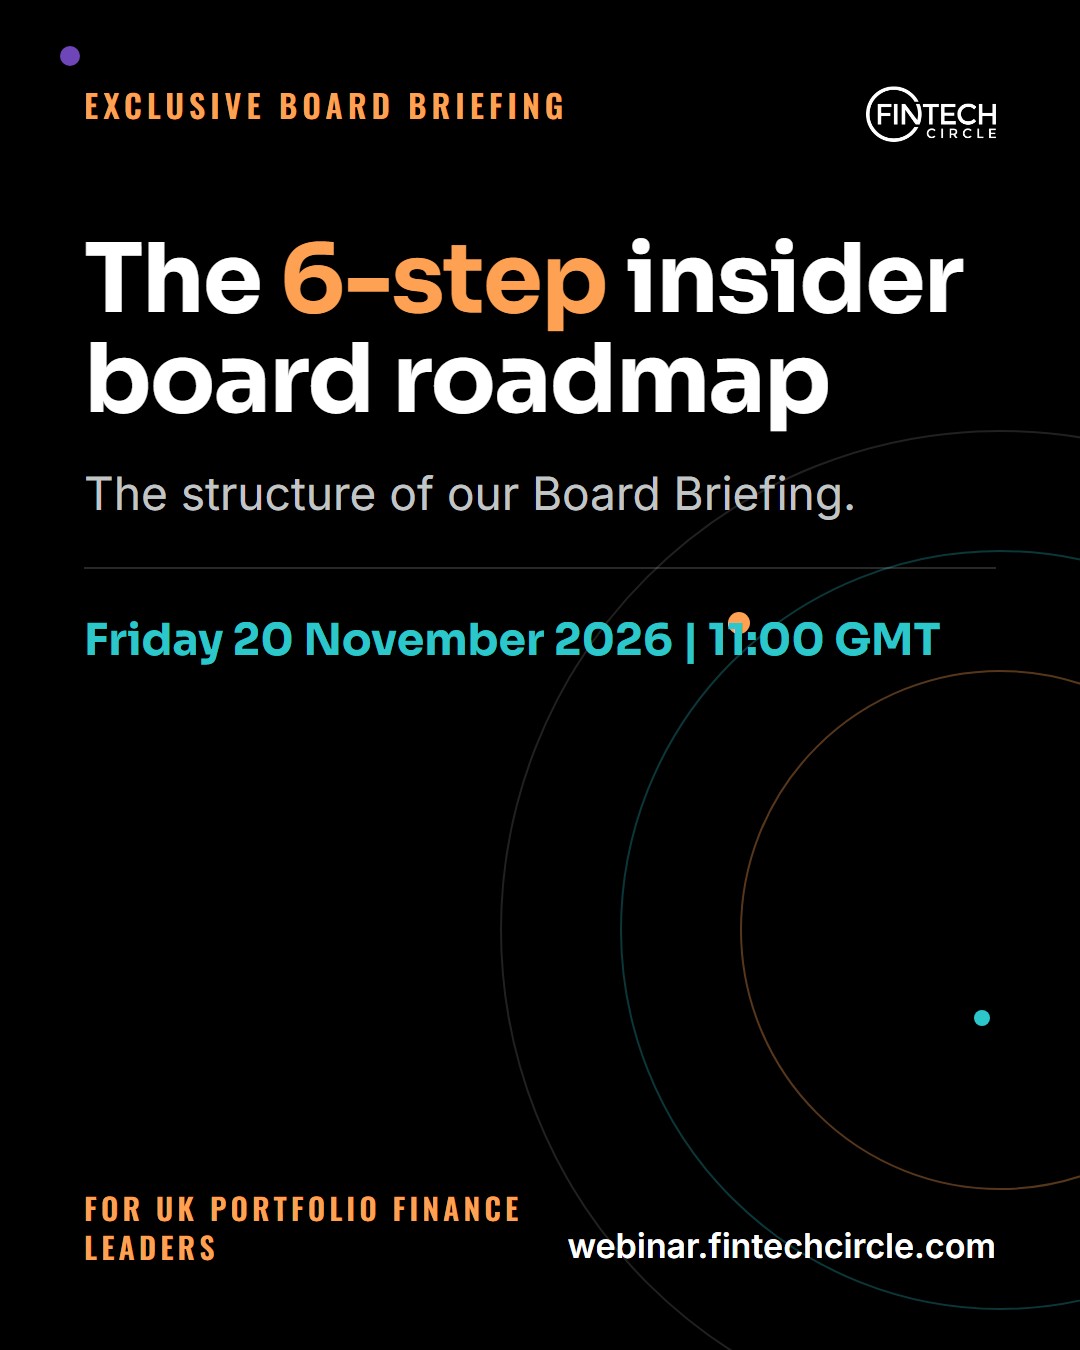 EXCLUSIVE BOARD BRIEFING
FINTECH
CIRCLE
The 6-step insider
board roadmap
The structure of our Board Briefing.
Friday 20 November 2026 | 11:00 GMT
FOR UK PORTFOLIO FINANCE
LEADERS
webinar.fintechcircle.com